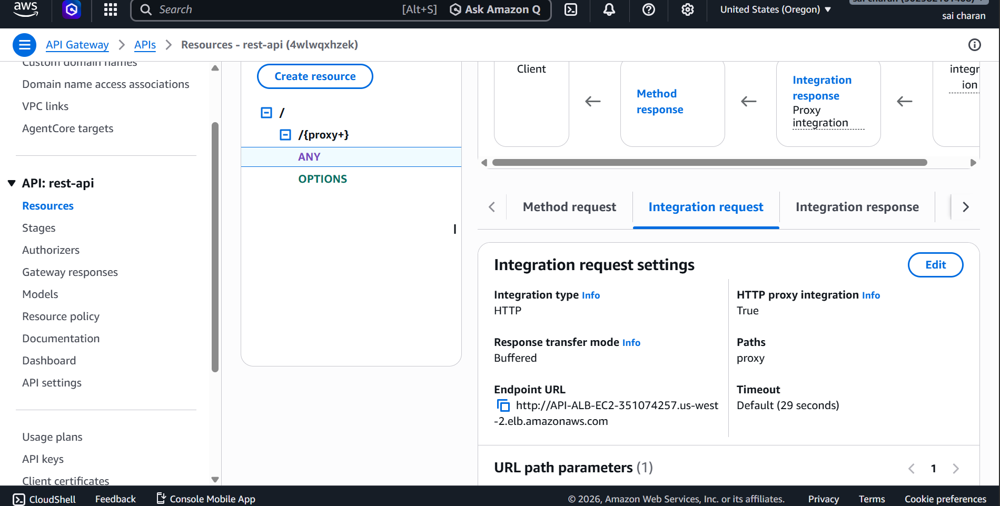 aws
Search
[Alt+S]
Ask Amazon Q
United States (Oregon)
sai charan
API Gateway
APIs
Resources - rest-api (4wlwqxhzek)
Custom domain names
Domain name access associations
VPC links
AgentCore targets
API: rest-api
Resources
Stages
Authorizers
Gateway responses
Models
Resource policy
Documentation
Dashboard
API settings
Usage plans
API keys
Client certificates
Create resource
/
/{proxy+}
ANY
OPTIONS
Client
Method
response
Integration
response
Proxy
integration
integr
ion
Method request
Integration request
Integration response
Integration request settings
Edit
Integration type Info
HTTP
HTTP proxy integration Info
True
Response transfer mode Info
Buffered
Paths
proxy
Endpoint URL
http://API-ALB-EC2-351074257.us-west
-2.elb.amazonaws.com
Timeout
Default (29 seconds)
URL path parameters (1)
1
CloudShell
Feedback
Console Mobile App
© 2026, Amazon Web Services, Inc. or its affiliates.
Privacy
Terms
Cookie preferences